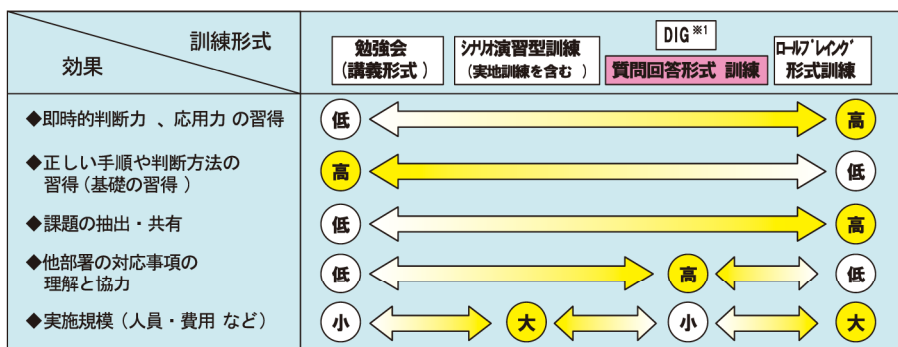 訓練形式
効果
勉強会
(講義形式)
シナリオ演習型訓練
(実地訓練を含む)
DIG※1
質問回答形式 訓練
ロールプレイング
形式訓練
◆即時的判断力 、応用力 の習得
低
高
◆正しい手順や判断方法の
習得(基礎の習得 )
高
低
◆課題の抽出・共有
低
高
◆他部署の対応事項の
理解と協力
低
高
低
◆実施規模(人員・費用 など)
小
大
小
大